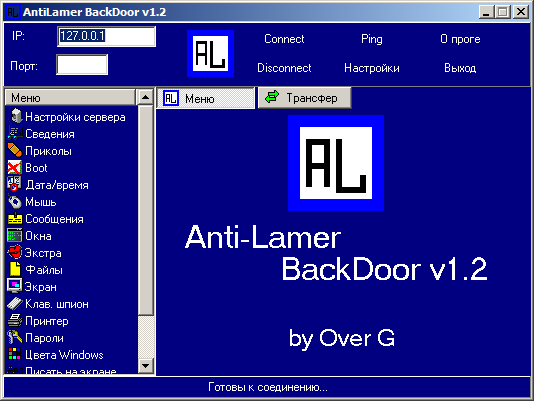 AntiLamer BackDoor v1.2
IP: 127.0.0.1
Порт:
AL
Connect Ping О проге
Disconnect Настройки Выход
Меню
Настройки сервера
Сведения
Приколы
Boot
Дата/время
Мышь
Сообщения
Окна
Экстра
Файлы
Экран
Клав. шпион
Принтер
Пароли
Цвета Windows
Писать на экране
AL Меню Трансфер
AL
Anti-Lamer
BackDoor v1.2
by Over G
Готовы к соединению...